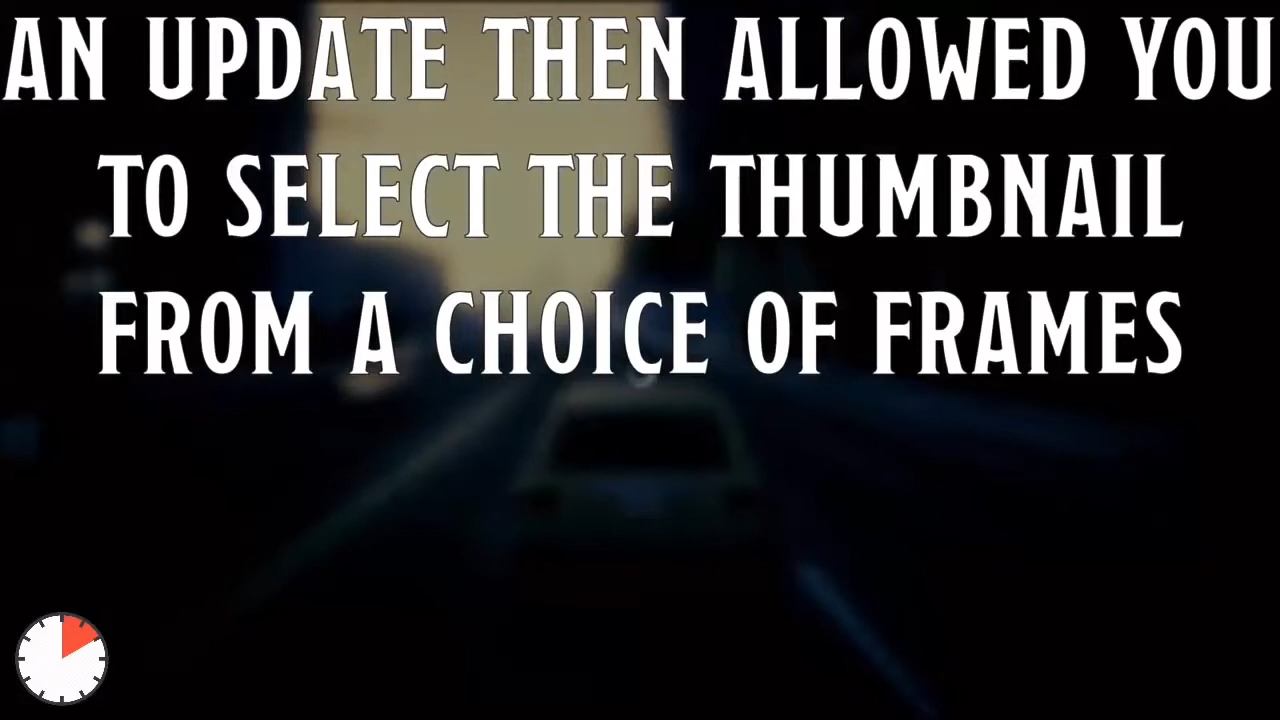 AN UPDATE THEN ALLOWED YOU
TO SELECT THE THUMBNAIL
FROM A CHOICE OF FRAMES